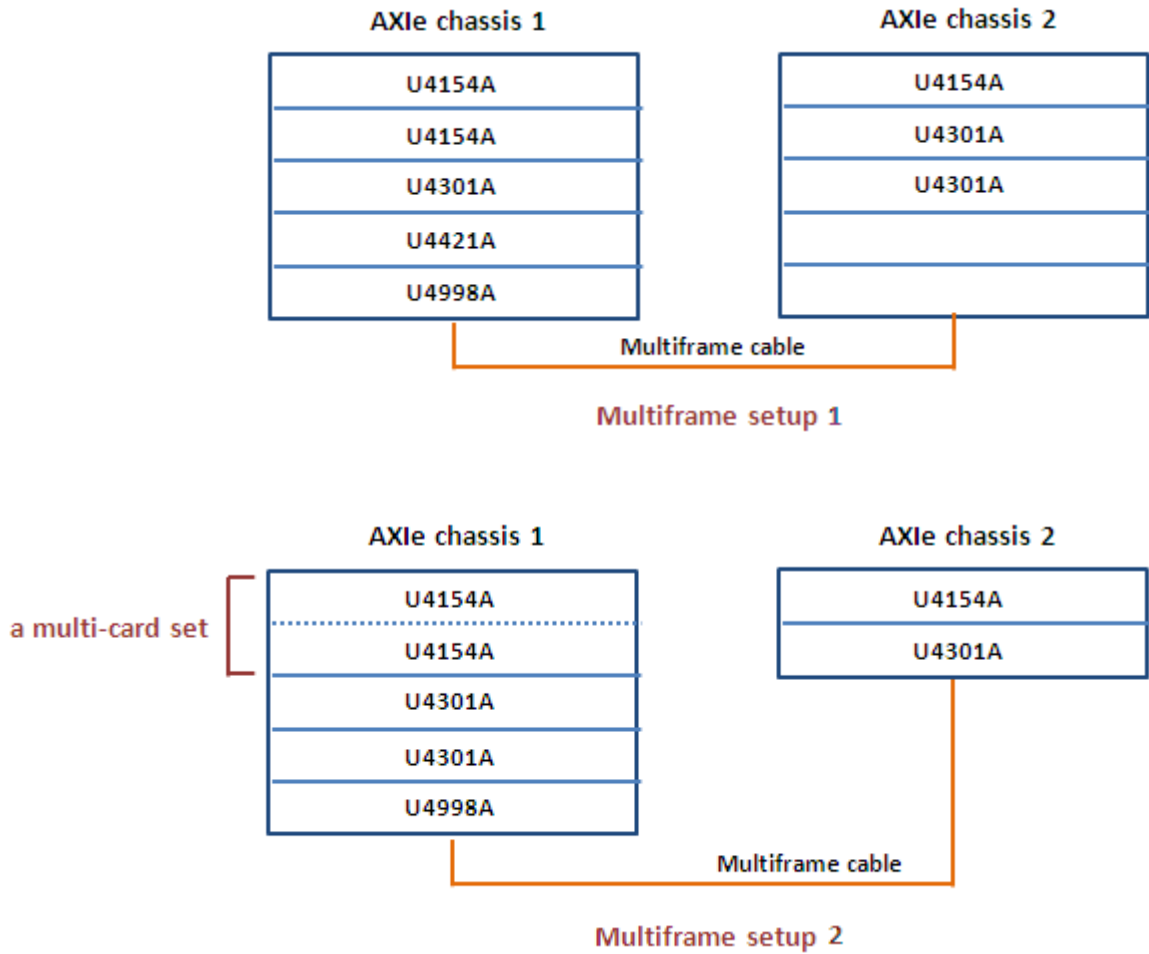 AXIe chassis 1
U4154A
U4154A
U4301A
U4421A
U4998A
AXIe chassis 2
U4154A
U4301A
U4301A
Multiframe cable
Multiframe setup 1
AXIe chassis 1
a multi-card set
U4154A
U4154A
U4301A
U4301A
U4998A
AXIe chassis 2
U4154A
U4301A
Multiframe cable
Multiframe setup 2